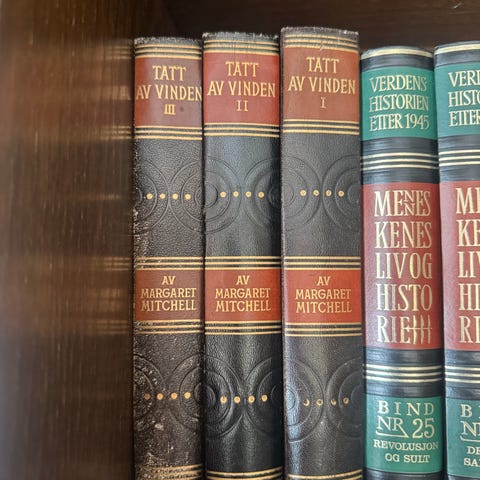 TATT
AV VINDEN
III
AV
MARGARET
MITCHELL
TATT
AV VINDEN
II
AV
MARGARET
MITCHELL
TATT
AV VINDEN
I
AV
MARGARET
MITCHELL
VERDENS
HISTORIEN
ETTER 1945
MENNES
KENES
LIV OG
HISTO
RIE
BIND
NR 25
REVOLUSJON
OG SULT